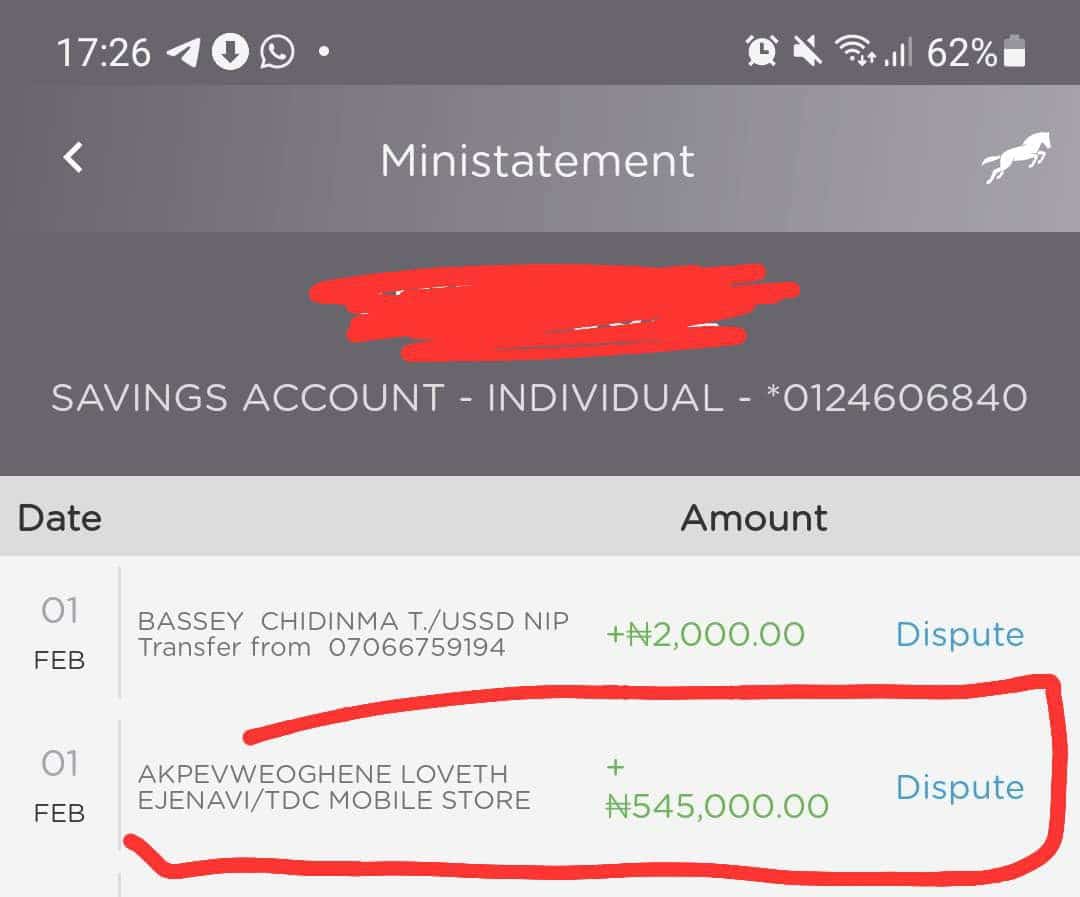 17:26 62%
Ministatement
SAVINGS ACCOUNT - INDIVIDUAL - *0124606840
Date Amount
01 FEB
BASSEY CHIDINMA T./USSD NIP
Transfer from 07066759194
+₦2,000.00
Dispute
01 FEB
AKPEVWEOGHENE LOVETH
EJENAVI/TDC MOBILE STORE
+
₦545,000.00
Dispute